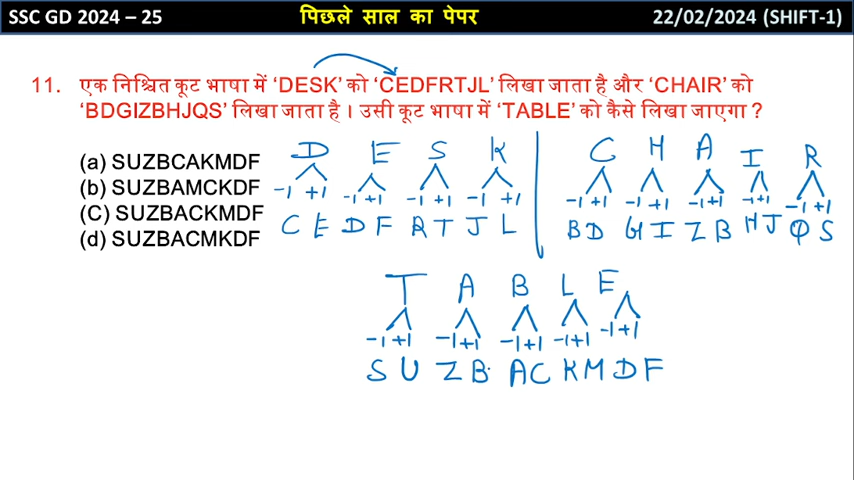 SSC GD 2024 – 25 पिछले साल का पेपर 22/02/2024 (SHIFT-1)
11. एक निश्चित कूट भाषा में ‘DESK’ को ‘CEDFRTJL’ लिखा जाता है और ‘CHAIR’ को
‘BDGIZBHJQS’ लिखा जाता है । उसी कूट भाषा में ‘TABLE’ को कैसे लिखा जाएगा ?
(a) SUZBCAKMDF
(b) SUZBAMCKDF
(C) SUZBACKMDF
(d) SUZBACMKDF
D E S K
-1 +1 -1 +1 -1 +1 -1 +1
C E D F R T J L
C H A I R
-1 +1 -1 +1 -1 +1 -1 +1 -1 +1
B D G I Z B H J Q S
T A B L E
-1 +1 -1 +1 -1 +1 -1 +1 -1 +1
S U Z B A C K M D F